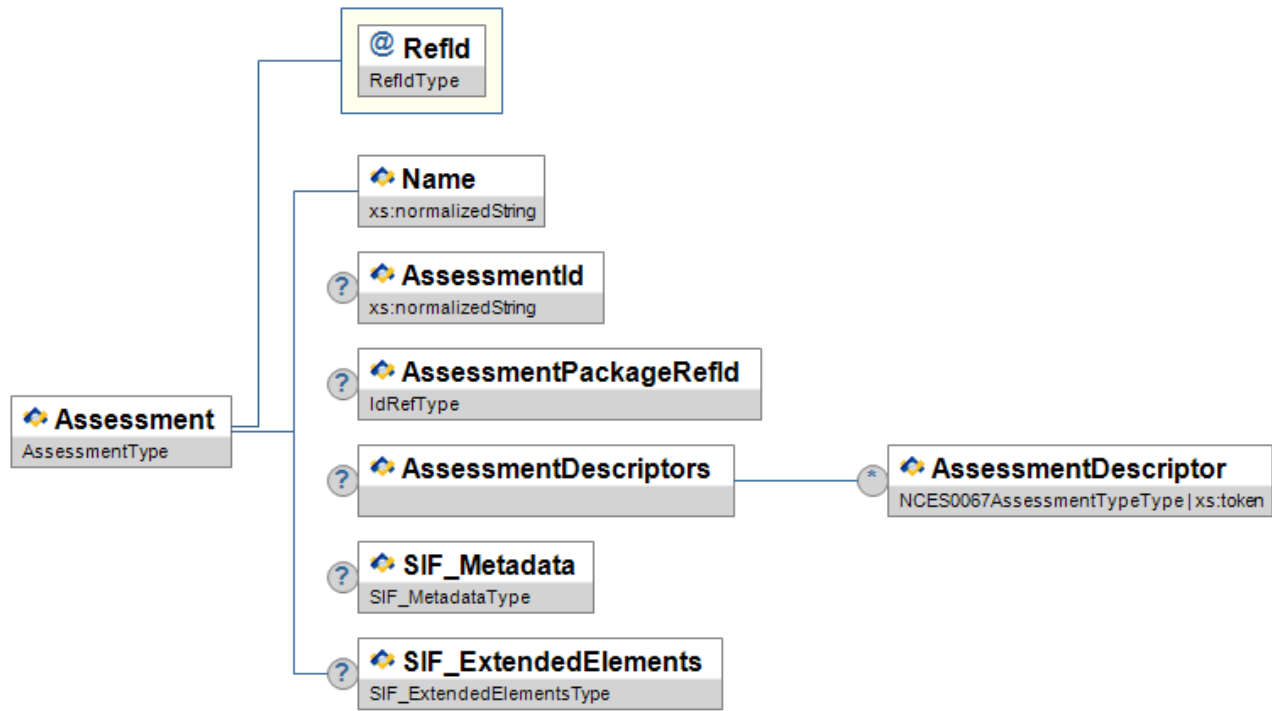 @ RefId
RefIdType
Name
xs:normalizedString
? AssessmentId
xs:normalizedString
? AssessmentPackageRefId
IdRefType
Assessment
AssessmentType
? AssessmentDescriptors
* AssessmentDescriptor
NCES0067AssessmentTypeType | xs:token
? SIF_Metadata
SIF_MetadataType
? SIF_ExtendedElements
SIF_ExtendedElementsType